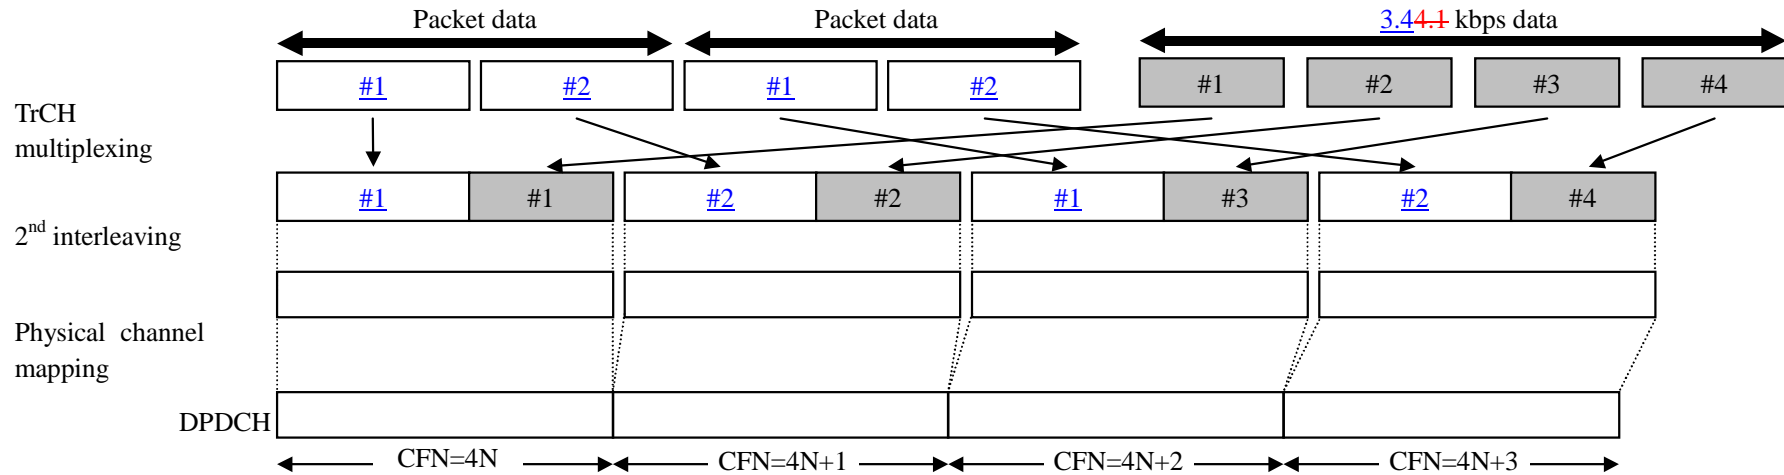 Packet data Packet data 3.44.1 kbps data
#1 #2 #1 #2 #1 #2 #3 #4
TrCH
multiplexing
#1 #1 #2 #2 #1 #3 #2 #4
2nd interleaving
Physical channel
mapping
DPDCH
CFN=4N CFN=4N+1 CFN=4N+2 CFN=4N+3